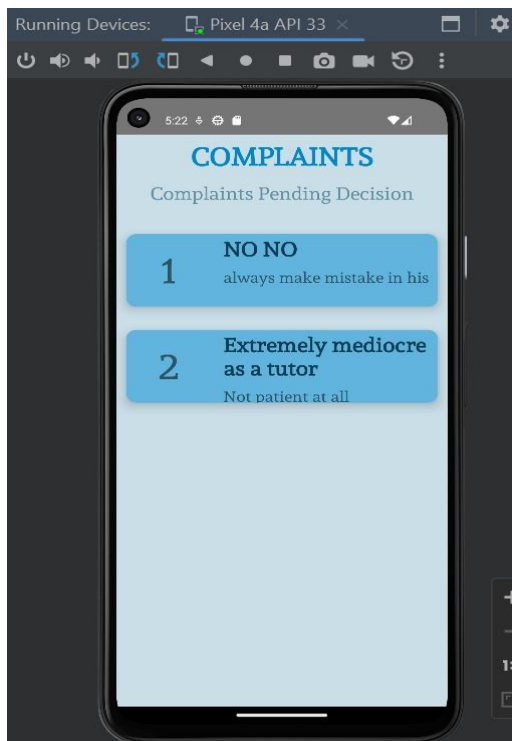 Running Devices: Pixel 4a API 33
5:22
COMPLAINTS
Complaints Pending Decision
1
NO NO
always make mistake in his
2
Extremely mediocre
as a tutor
Not patient at all
1: